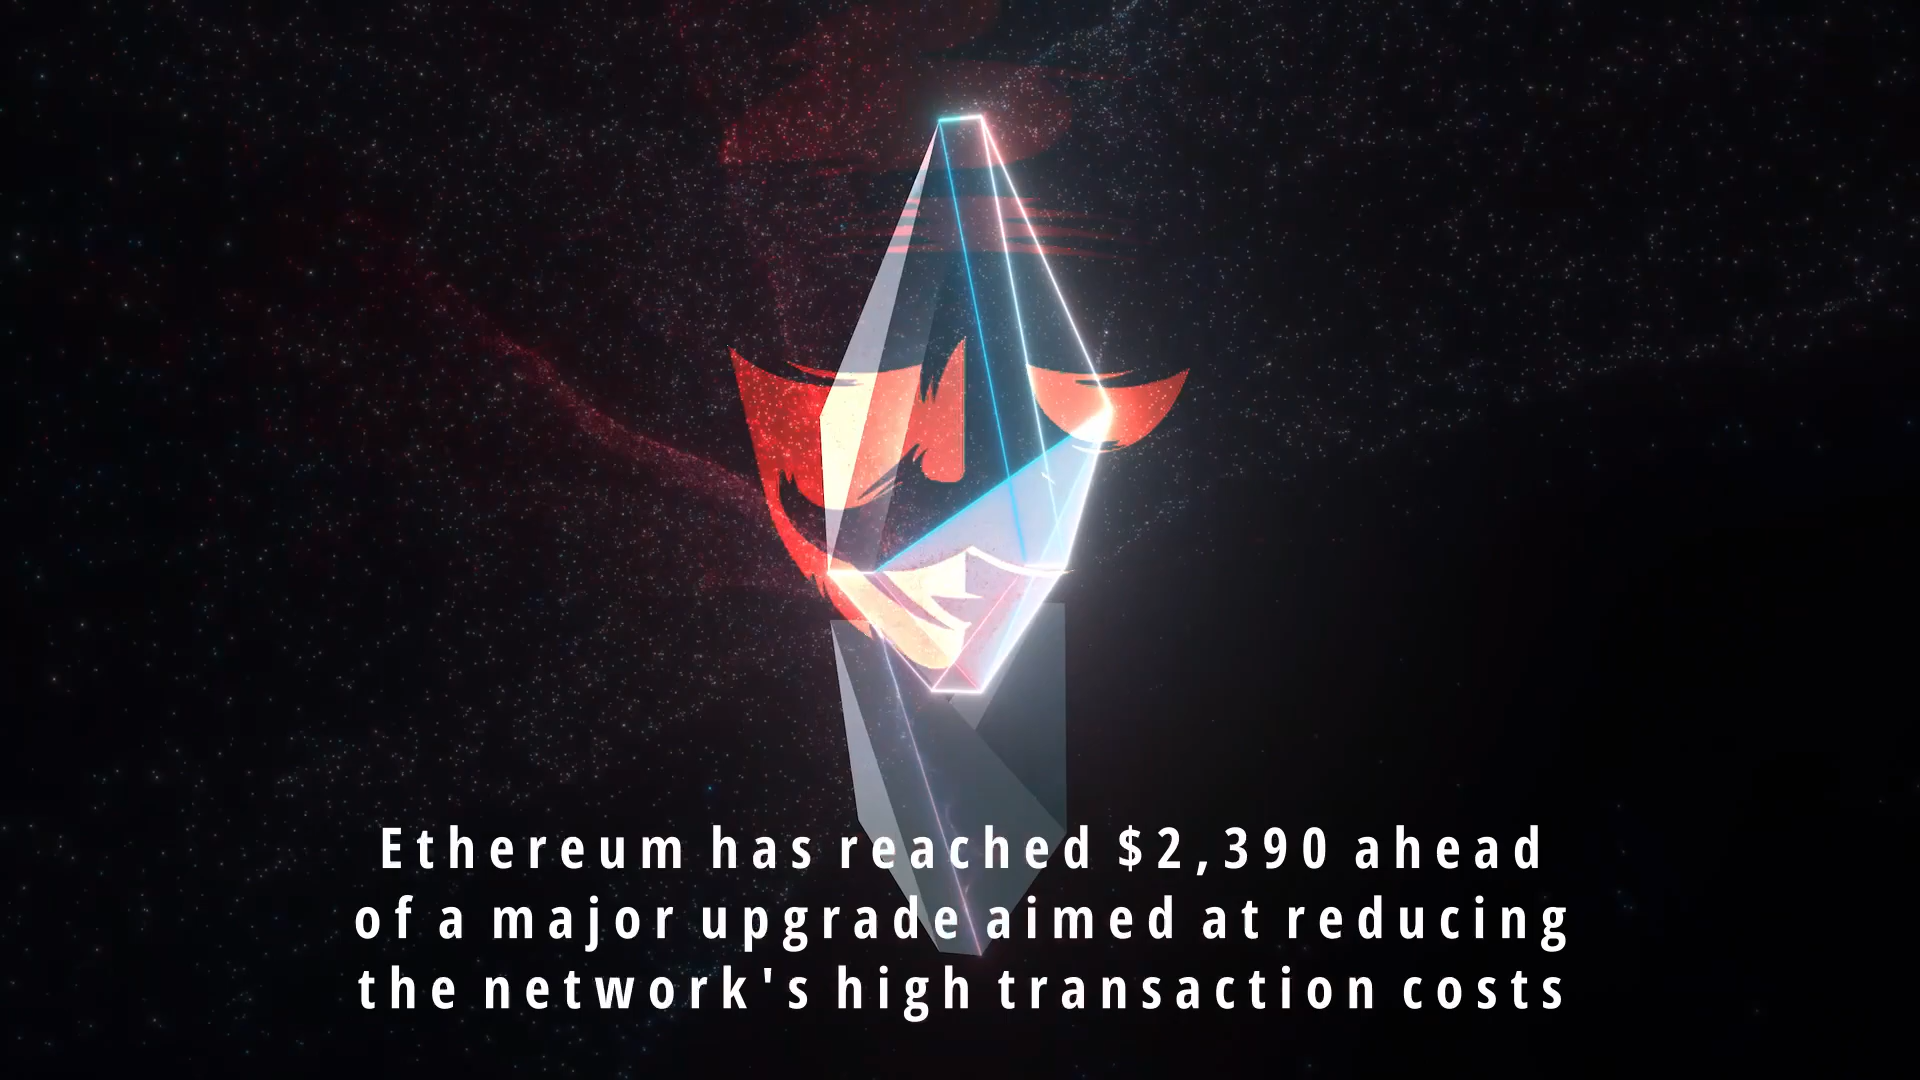 Ethereum has reached $2,390 ahead
of a major upgrade aimed at reducing
the network's high transaction costs